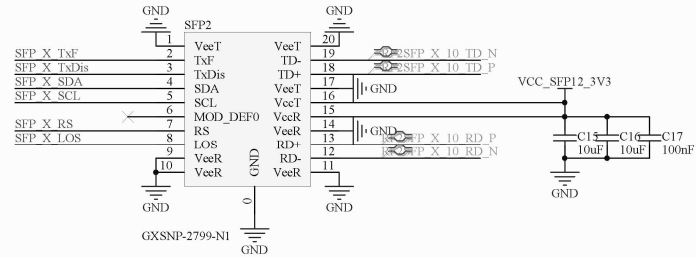 GND
SFP2
GND
1
VeeT
VeeT
20
SFP_X_TxF
2
TxF
TD-
19
2SFP_X_10_TD_N
SFP_X_TxDis
3
TxDis
TD+
18
2SFP_X_10_TD_P
SFP_X_SDA
4
SDA
VeeT
17
GND
VCC_SFP12_3V3
SFP_X_SCL
5
SCL
VccT
16
6
MOD_DEF0
VccR
15
SFP_X_RS
7
RS
VeeR
14
GND
SFP_X_LOS
8
LOS
RD+
13
SFP_X_10_RD_P
C15
C16
C17
9
VeeR
RD-
12
SFP_X_10_RD_N
10uF
10uF
100nF
10
VeeR
GND
VeeR
11
GND
GND
GND
0
GXSNP-2799-N1
GND